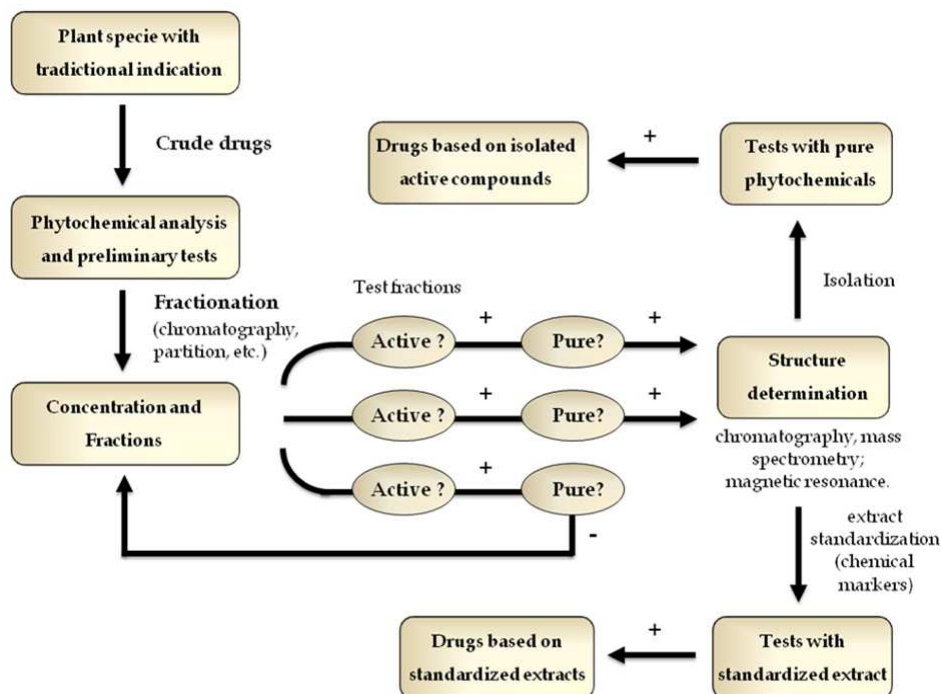 Plant specie with
tradictional indication
Crude drugs
Phytochemical analysis
and preliminary tests
Fractionation
(chromatography,
partition, etc.)
Concentration and
Fractions
Test fractions
Active ?
+
Pure?
+
Active ?
+
Pure?
+
Active ?
+
Pure?
-
Structure
determination
chromatography, mass
spectrometry;
magnetic resonance.
Isolation
Tests with pure
phytochemicals
+
Drugs based on isolated
active compounds
extract
standardization
(chemical
markers)
Tests with
standardized extract
+
Drugs based on
standardized extracts